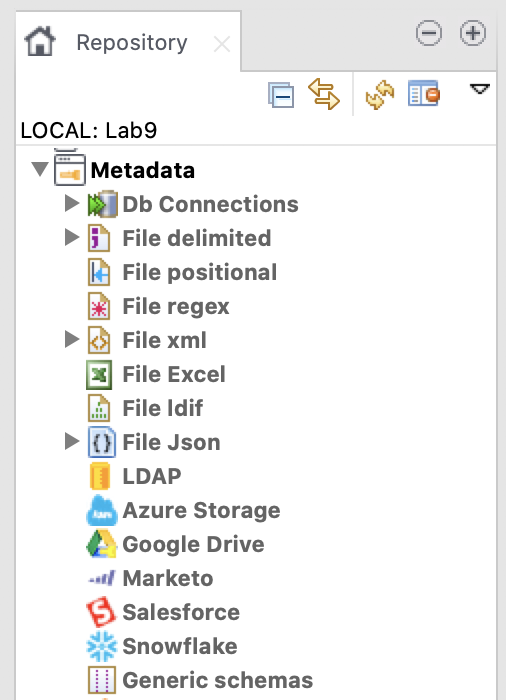 Repository
LOCAL: Lab9
Metadata
Db Connections
File delimited
File positional
File regex
File xml
File Excel
File ldif
File Json
LDAP
Azure Storage
Google Drive
Marketo
Salesforce
Snowflake
Generic schemas